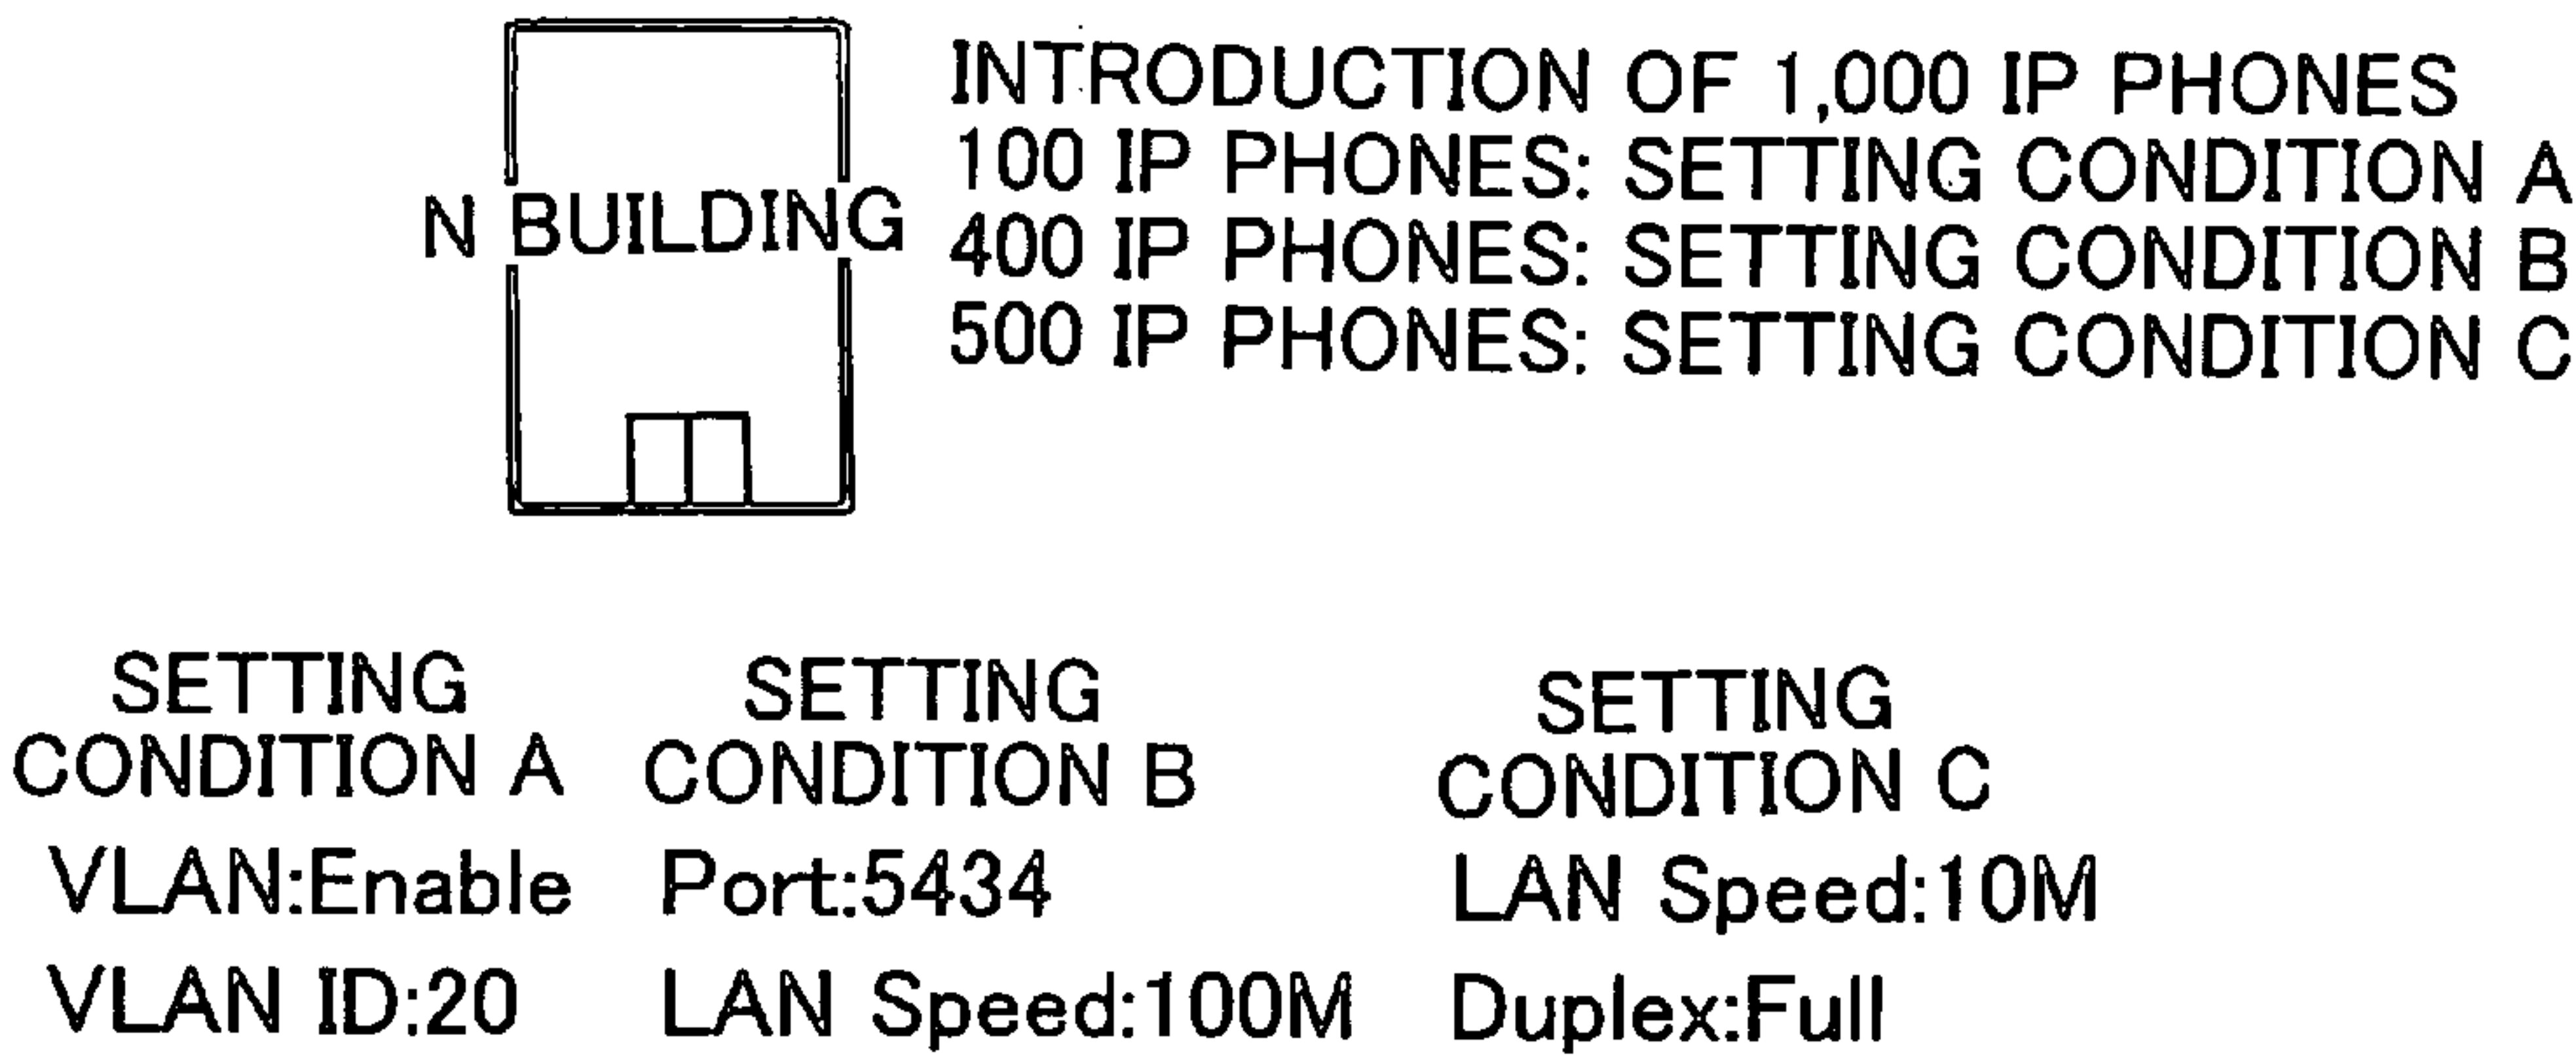 N BUILDING
INTRODUCTION OF 1,000 IP PHONES
100 IP PHONES: SETTING CONDITION A
400 IP PHONES: SETTING CONDITION B
500 IP PHONES: SETTING CONDITION C
SETTING
CONDITION A
VLAN:Enable
VLAN ID:20
SETTING
CONDITION B
Port:5434
LAN Speed:100M
SETTING
CONDITION C
LAN Speed:10M
Duplex:Full